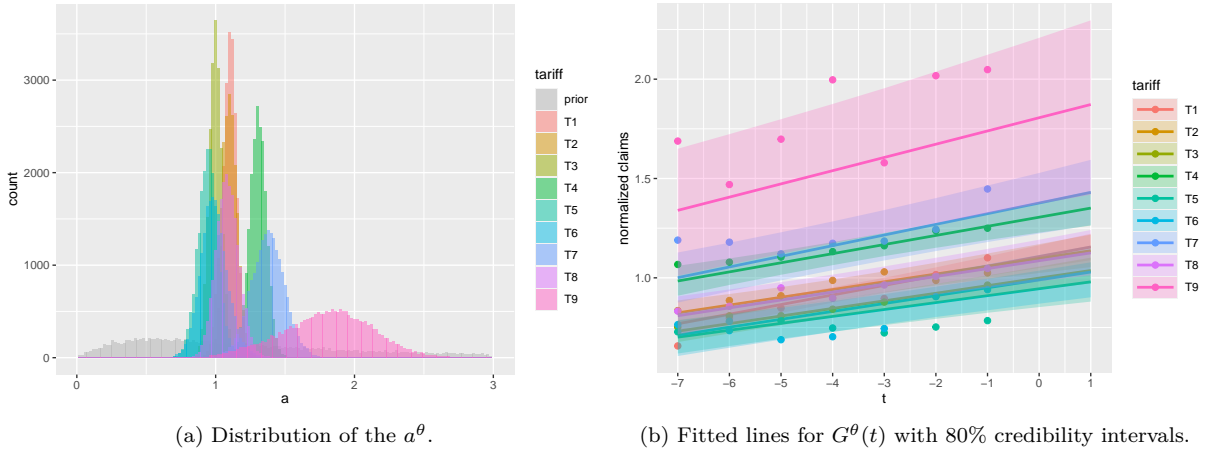 count
3000
2000
1000
0
0
1
2
3
a
tariff
prior
T1
T2
T3
T4
T5
T6
T7
T8
T9
(a) Distribution of the a^θ.
normalized claims
2.0
1.5
1.0
−7
−6
−5
−4
−3
−2
−1
0
1
t
tariff
T1
T2
T3
T4
T5
T6
T7
T8
T9
(b) Fitted lines for G^θ(t) with 80% credibility intervals.